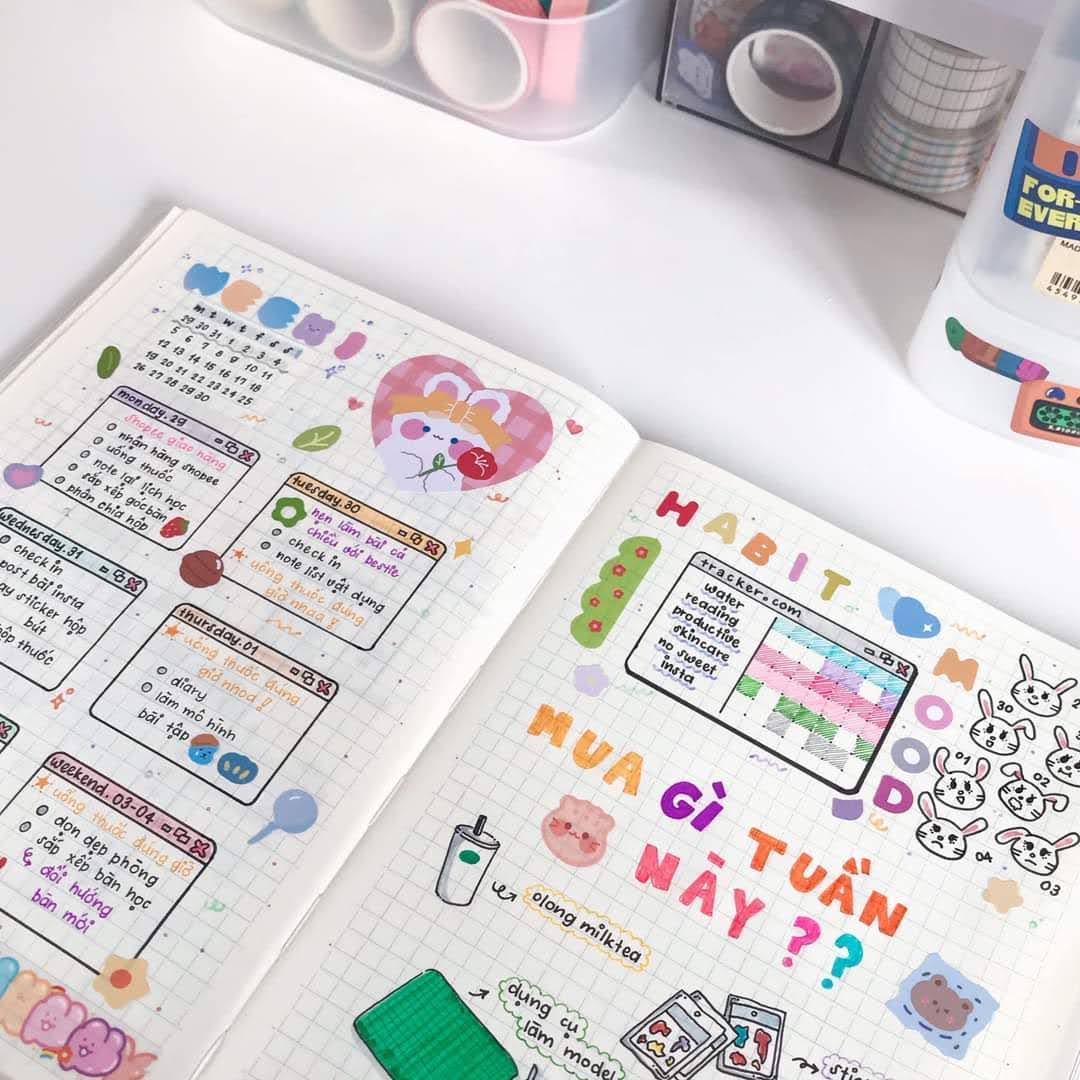 WEEK 1
m t w t f s s
29 30 31 1 2 3 4
5 6 7 8 9 10 11
12 13 14 15 16 17 18
19 20 21 22 23 24 25
26 27 28 29 30
monday.29
shopee giao hàng
nhận hàng shopee
uống thuốc
note lại lịch học
sắp xếp góc bàn
phân chia hộp
tuesday.30
hẹn làm bài cả
chiều với bestie
check in
note list vật dụng
uống thuốc đúng
giờ nhaa!
wednesday.31
check in
post bài insta
ay sticker hộp
bút
hộp thuốc
thursday.01
uống thuốc đúng
giờ nhaa!
diary
làm mô hình
bài tập
weekend.03-04
uống thuốc đúng giờ
dọn dẹp phòng
sắp xếp bàn học
đổi hướng
bàn mới
HABIT
tracker.com
water
reading
productive
skincare
no sweet
insta
MOOD
30
01
02
03
04
MUA GÌ TUẦN
NÀY ??
olong milktea
dụng cụ
làm model
FOR-
EVER
MAD
4549